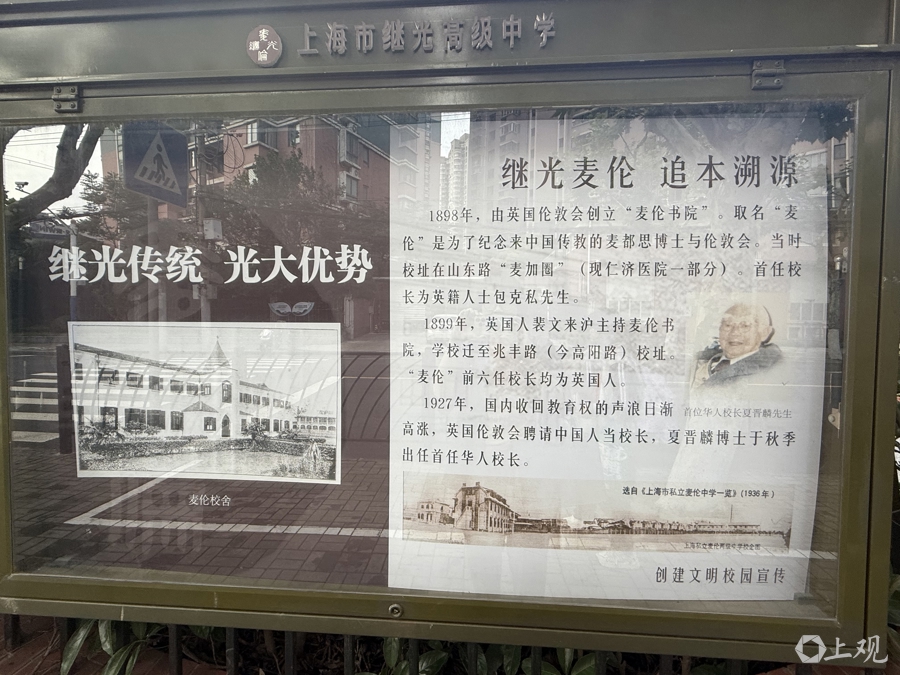 上海市继光高级中学
继光传统 光大优势
麦伦校舍
继光麦伦 追本溯源
1898年，由英国伦敦会创立“麦伦书院”。取名“麦
伦”是为了纪念来中国传教的麦都思博士与伦敦会。当时
校址在山东路“麦加圈”（现仁济医院一部分）。首任校
长为英籍人士包克私先生。
1899年，英国人裴文来沪主持麦伦书
院，学校迁至兆丰路（今高阳路）校址。
“麦伦”前六任校长均为英国人。
1927年，国内收回教育权的声浪日渐
高涨，英国伦敦会聘请中国人当校长，夏晋麟博士于秋季
出任首任华人校长。
首位华人校长夏晋麟先生
选自《上海市私立麦伦中学一览》(1936年)
创建文明校园宣传
上观